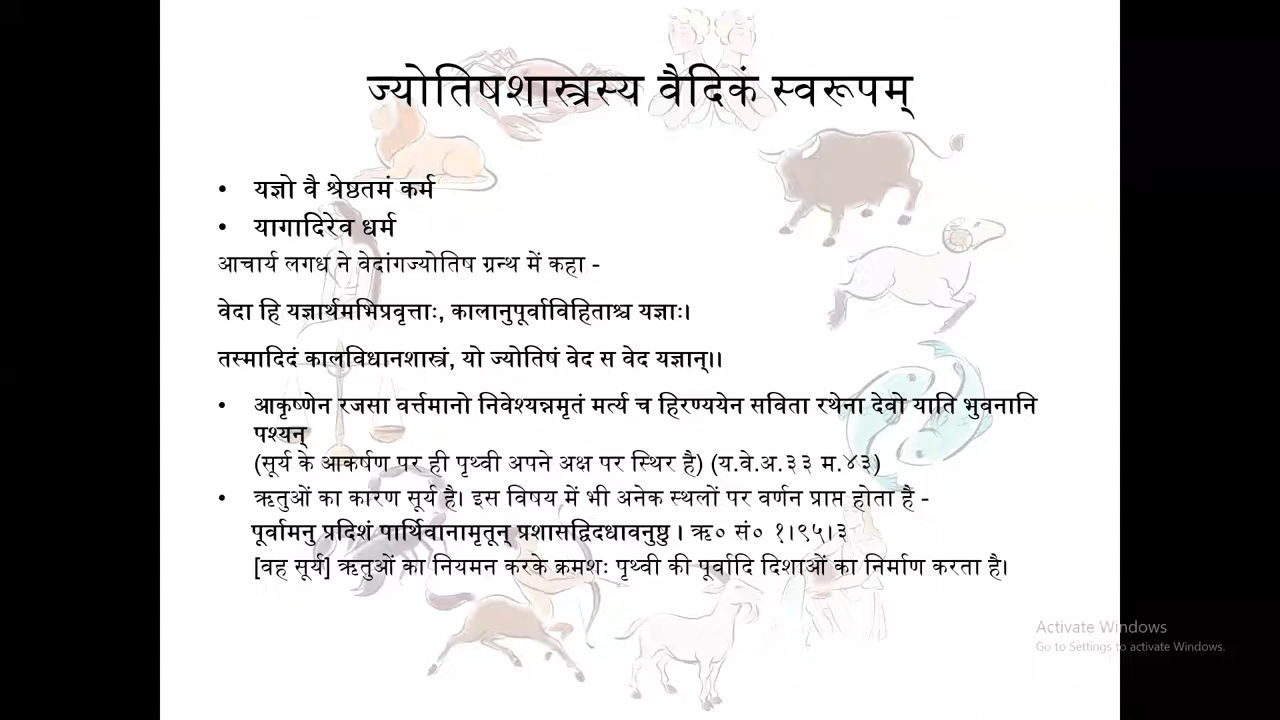 ज्योतिषशास्त्रस्य वैदिकं स्वरूपम्
• यज्ञो वै श्रेष्ठतमं कर्म
• यागादिरेव धर्म
आचार्य लगध ने वेदांगज्योतिष ग्रन्थ में कहा -
वेदा हि यज्ञार्थमभिप्रवृत्ताः, कालानुपूर्वाविहिताश्च यज्ञाः।
तस्मादिदं कालविधानशास्त्रं, यो ज्योतिषं वेद स वेद यज्ञान्।।
• आकृष्णेन रजसा वर्त्तमानो निवेश्यन्नमृतं मर्त्य च हिरण्ययेन सविता रथेना देवो याति भुवनानि
पश्यन्
(सूर्य के आकर्षण पर ही पृथ्वी अपने अक्ष पर स्थिर है) (य.वे.अ.३३ म.४३)
• ऋतुओं का कारण सूर्य है। इस विषय में भी अनेक स्थलों पर वर्णन प्राप्त होता है -
पूर्वामनु प्रदिशं पार्थिवानामृतून् प्रशासद्विदधावनुष्ठु। ऋ० सं० १।९५।३
[वह सूर्य] ऋतुओं का नियमन करके क्रमशः पृथ्वी की पूर्वादि दिशाओं का निर्माण करता है।
Activate Windows
Go to Settings to activate Windows.